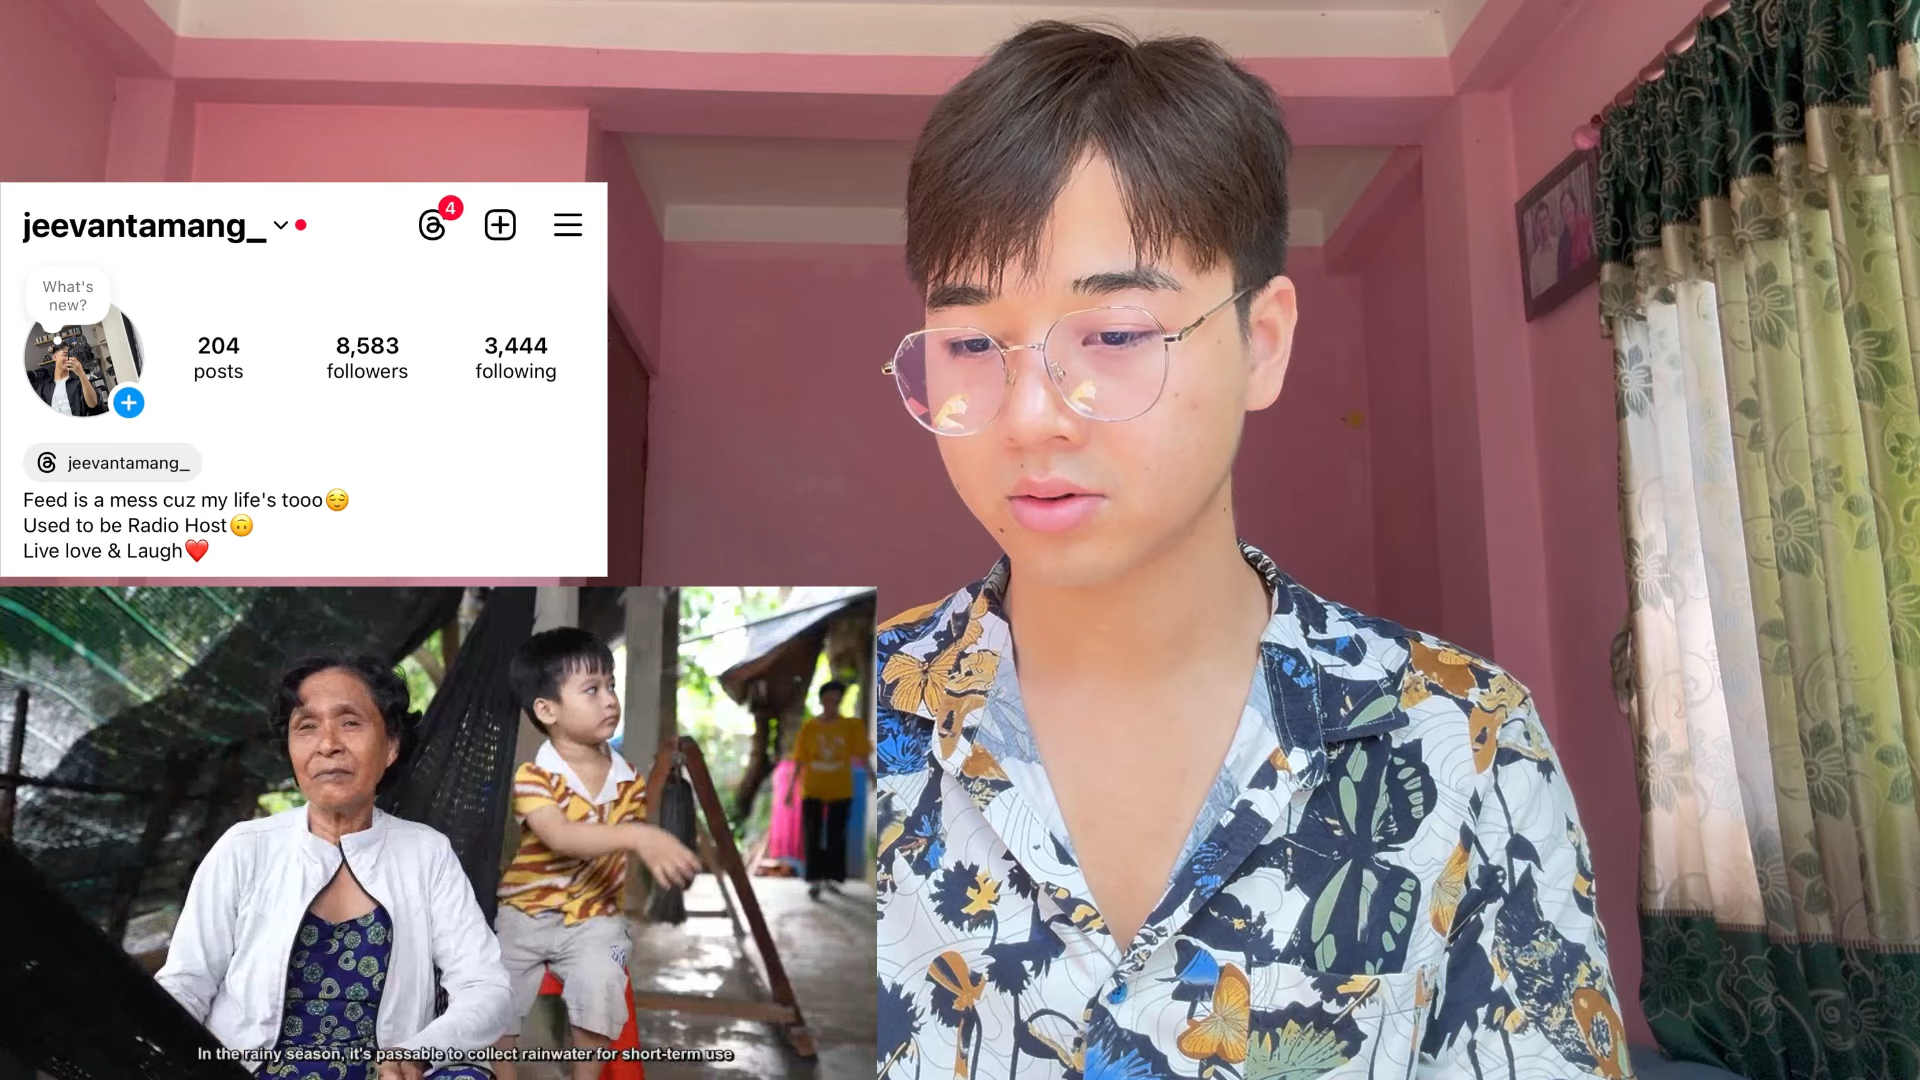 jeevantamang_
4
What's
new?
204
posts
8,583
followers
3,444
following
jeevantamang_
Feed is a mess cuz my life's tooo😌
Used to be Radio Host🙃
Live love & Laugh❤️
In the rainy season, it's passable to collect rainwater for short-term use